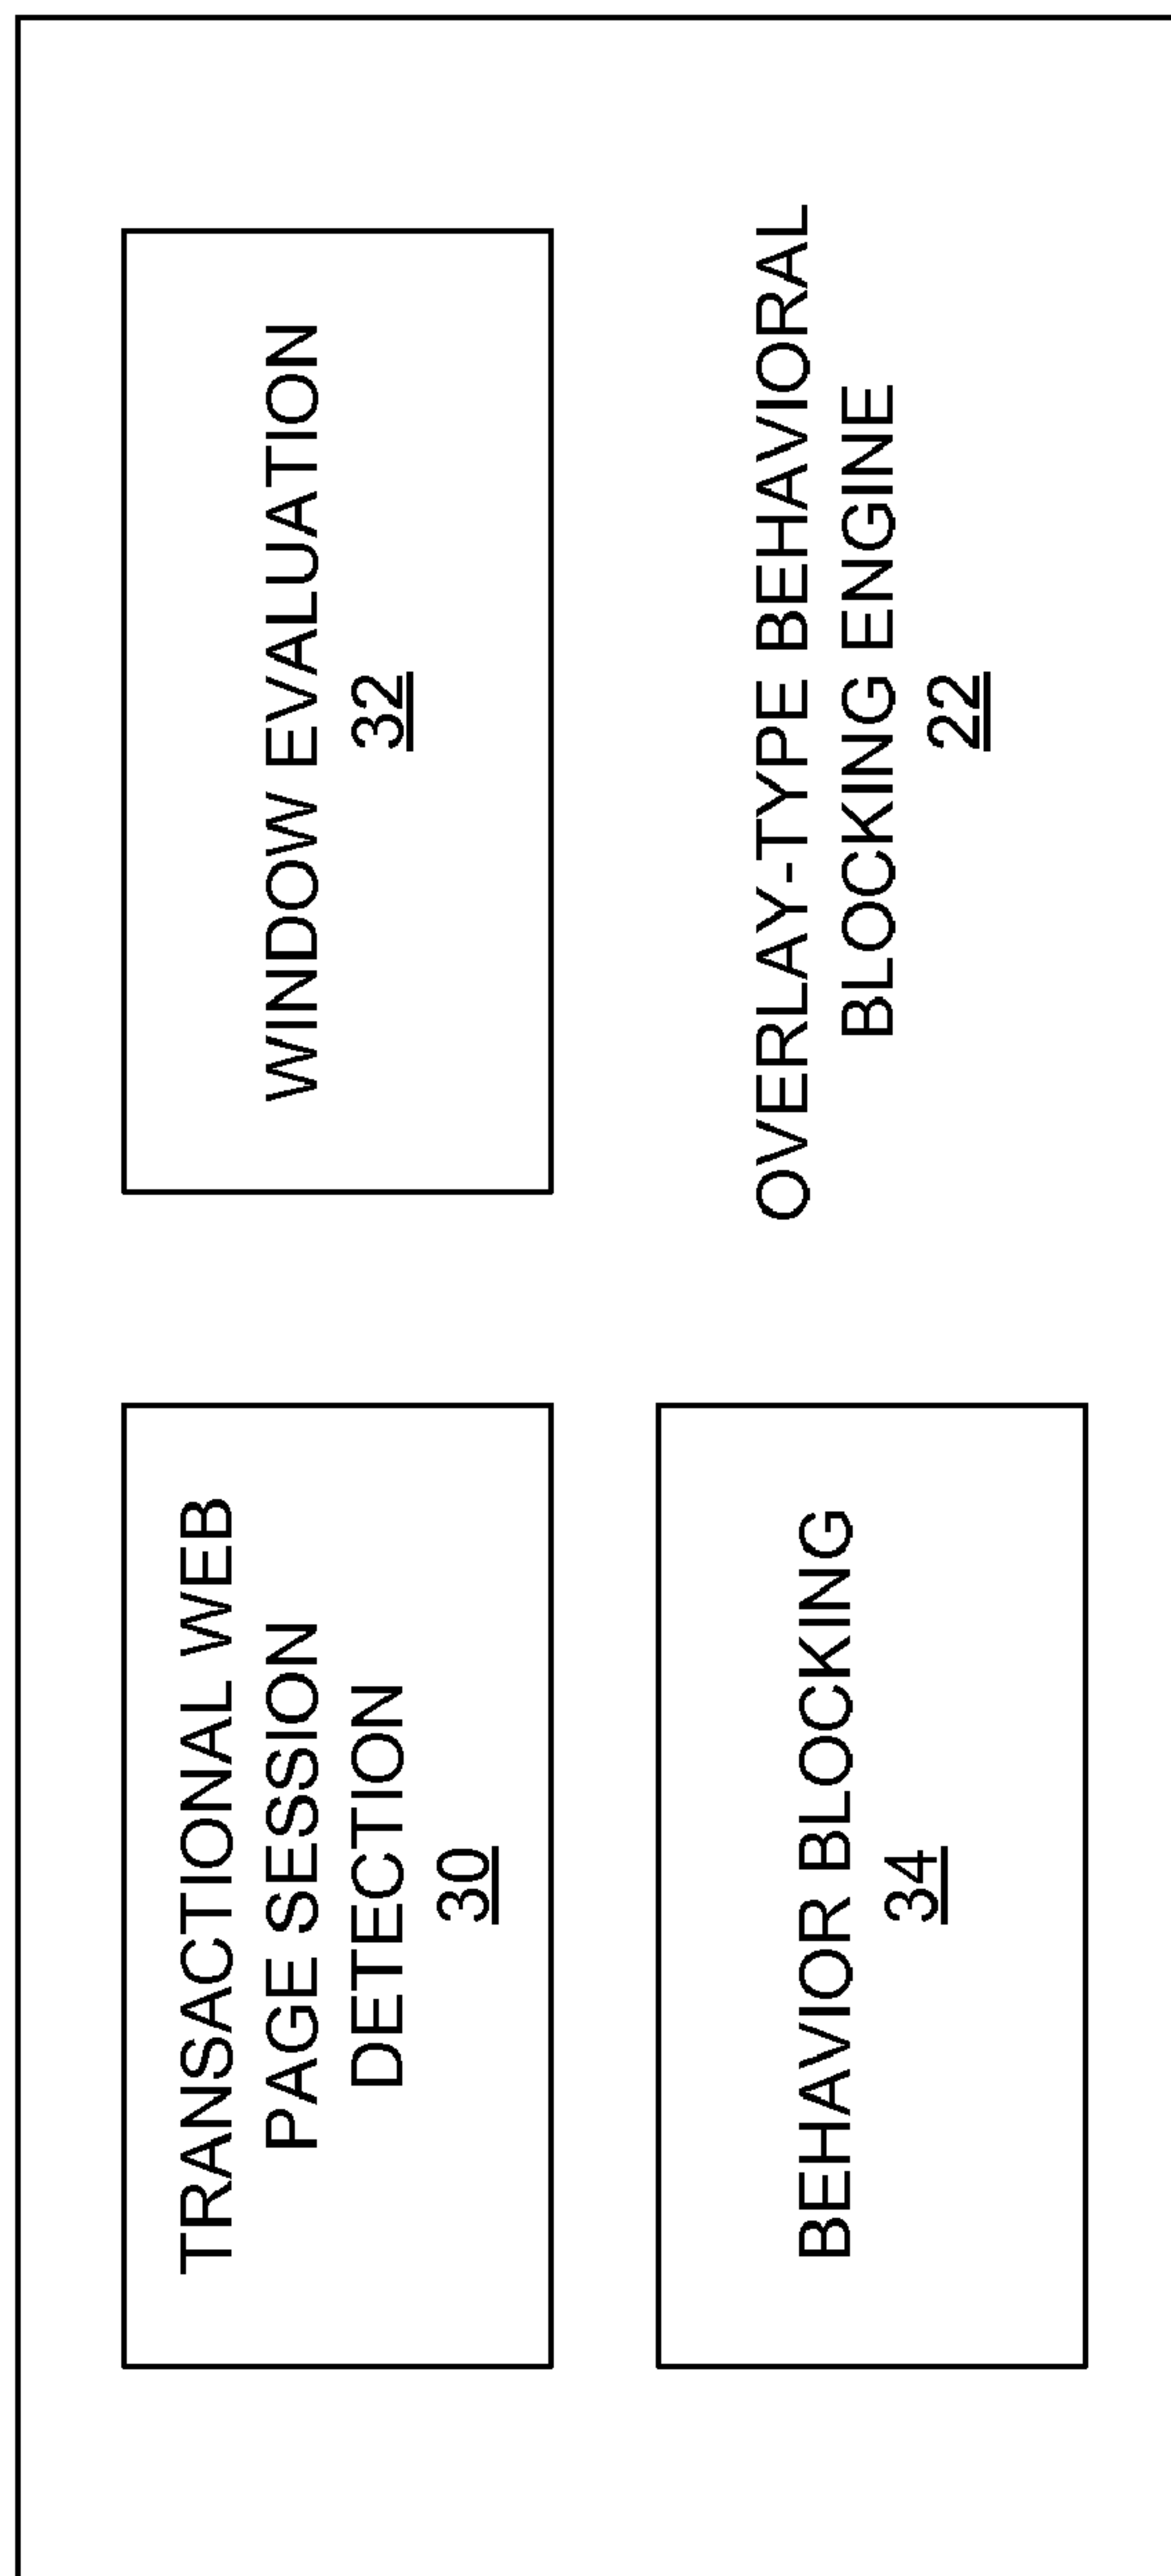 TRANSACTIONAL WEB
PAGE SESSION
DETECTION
30
WINDOW EVALUATION
32
BEHAVIOR BLOCKING
34
OVERLAY-TYPE BEHAVIORAL
BLOCKING ENGINE
22